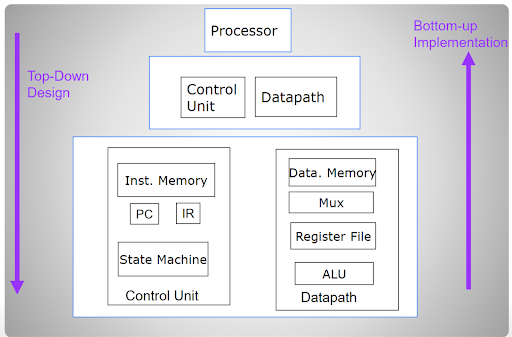 Processor
Bottom-up
Implementation
Top-Down
Design
Control
Unit
Datapath
Inst. Memory
PC
IR
State Machine
Control Unit
Data. Memory
Mux
Register File
ALU
Datapath